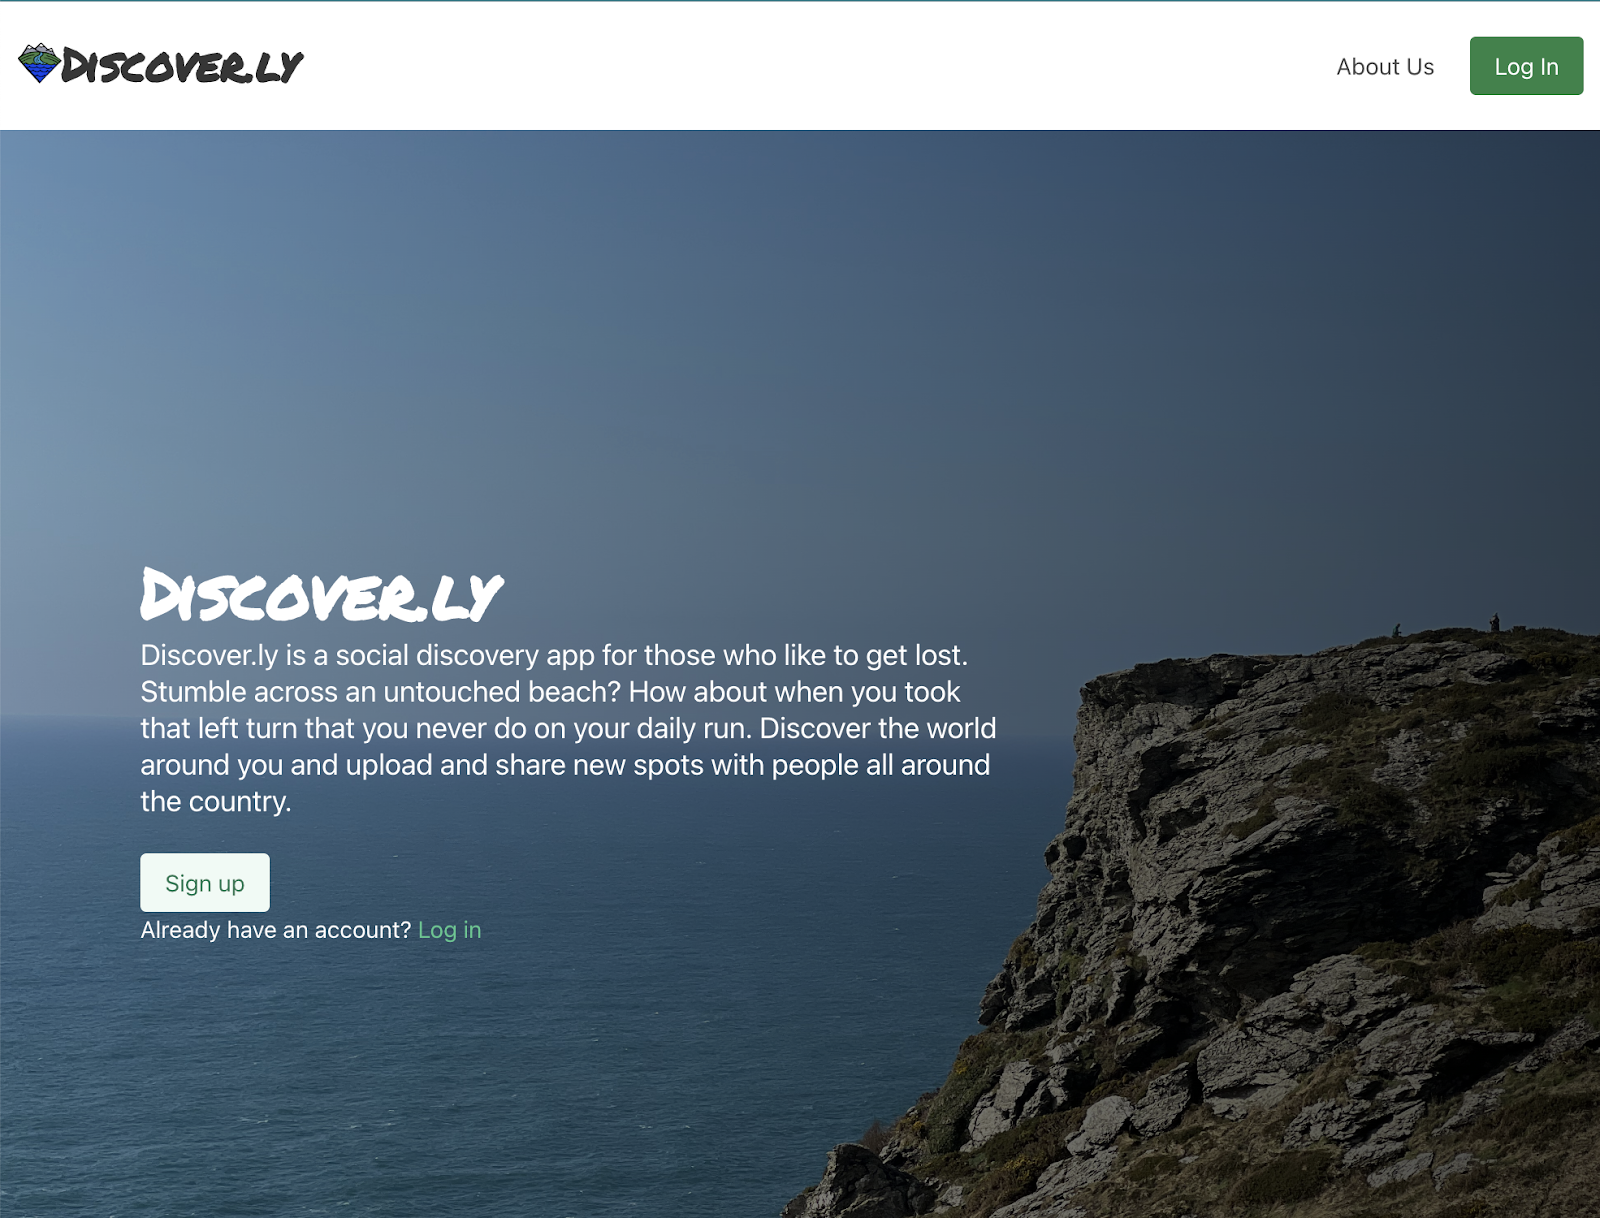 Discover.ly
About Us
Log In
Discover.ly
Discover.ly is a social discovery app for those who like to get lost.
Stumble across an untouched beach? How about when you took
that left turn that you never do on your daily run. Discover the world
around you and upload and share new spots with people all around
the country.
Sign up
Already have an account? Log in